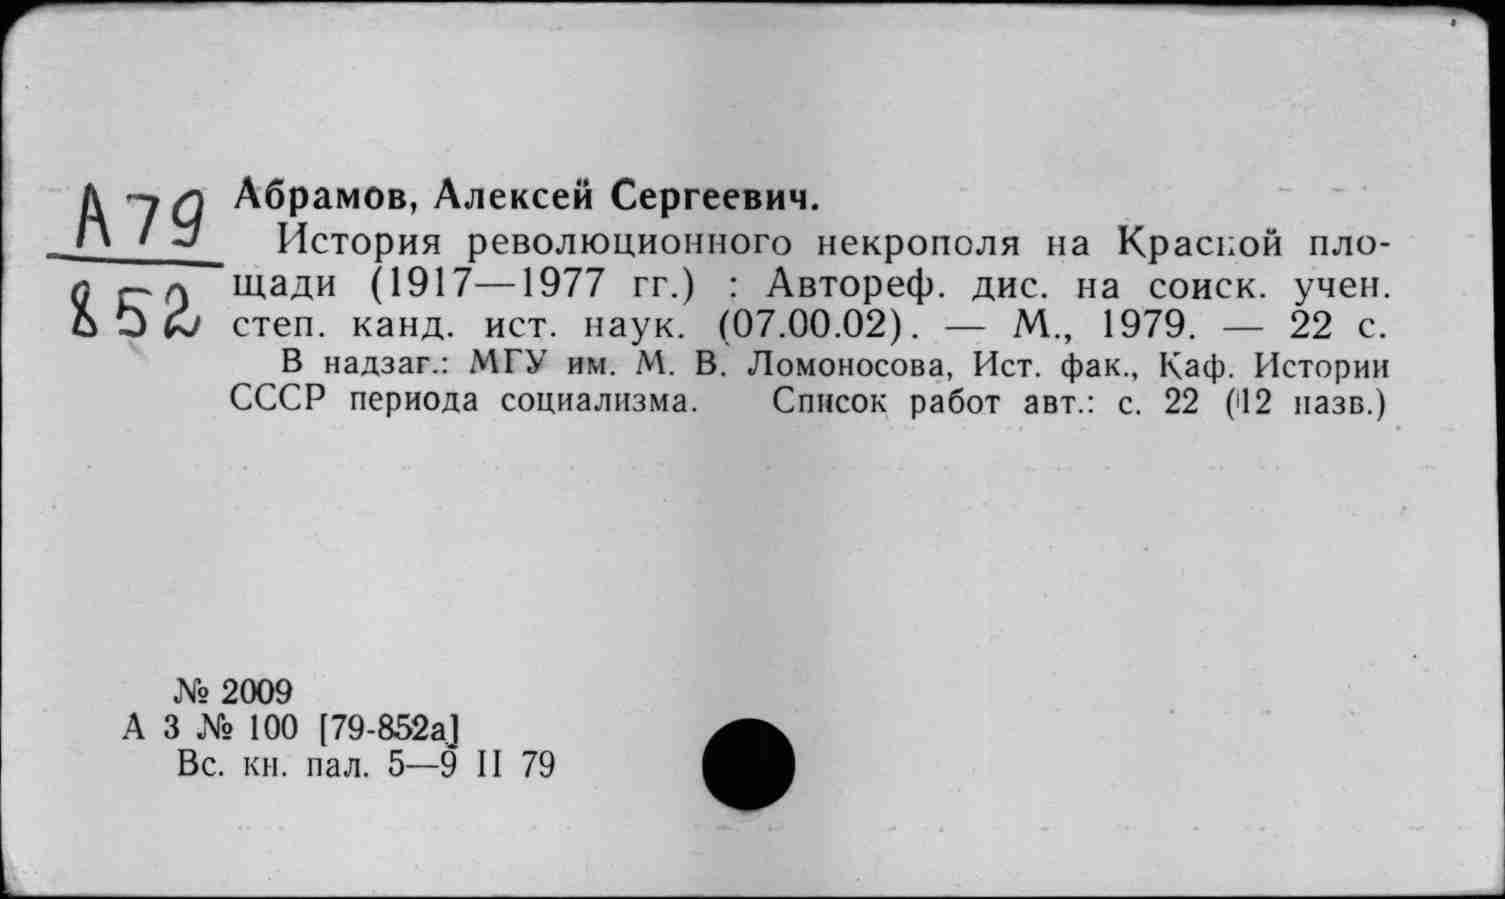 А79
852
Абрамов, Алексей Сергеевич.
История революционного некрополя на Красной пло-
щади (1917—1977 гг.) : Автореф. дис. на соиск. учен.
степ. канд. ист. наук. (07.00.02). — М., 1979. — 22 с.
В надзаг.: МГУ им. М. В. Ломоносова, Ист. фак., Каф. Истории
СССР периода социализма. Список работ авт.: с. 22 (12 назв.)
№ 2009
А 3 № 100 [79-852а]
Вс. кн. пал. 5—9 II 79